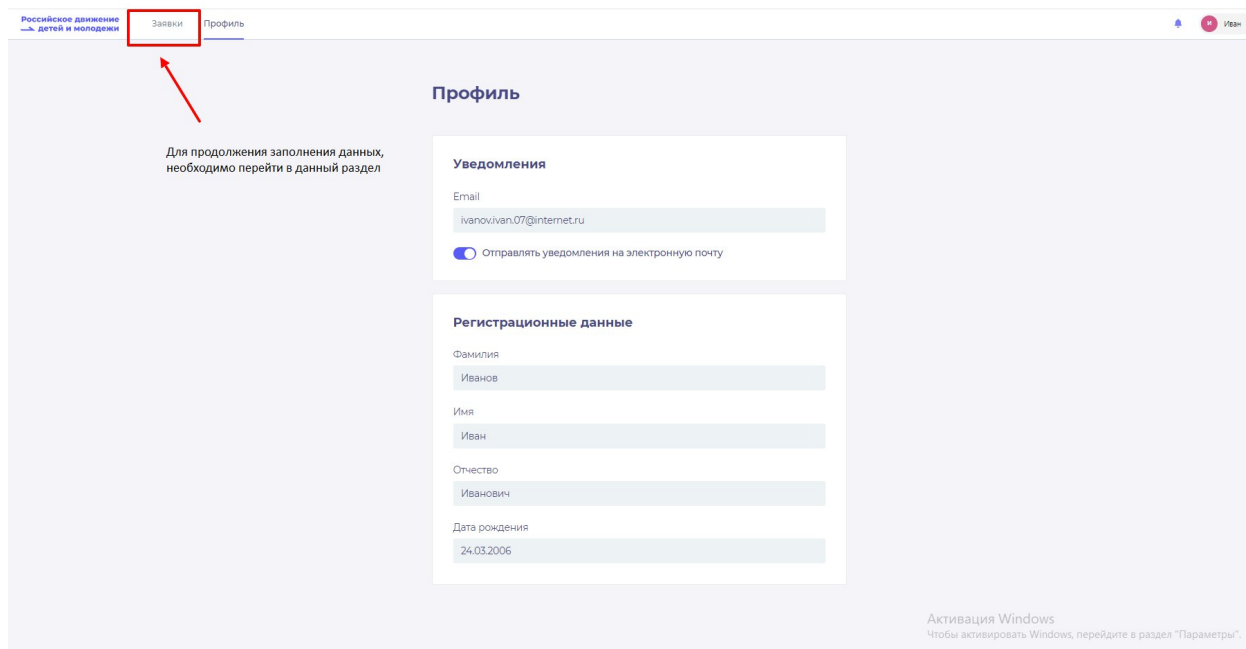 Российское движение
детей и молодежи
Заявки
Профиль
И
Иван
Для продолжения заполнения данных,
необходимо перейти в данный раздел
Профиль
Уведомления
Email
ivanov.ivan.07@internet.ru
Отправлять уведомления на электронную почту
Регистрационные данные
Фамилия
Иванов
Имя
Иван
Отчество
Иванович
Дата рождения
24.03.2006
Активация Windows
Чтобы активировать Windows, перейдите в раздел "Параметры".